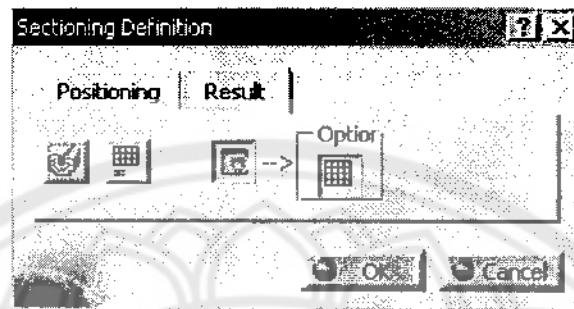 Sectioning Definition
Positioning Result
Option
-->
OK Cancel